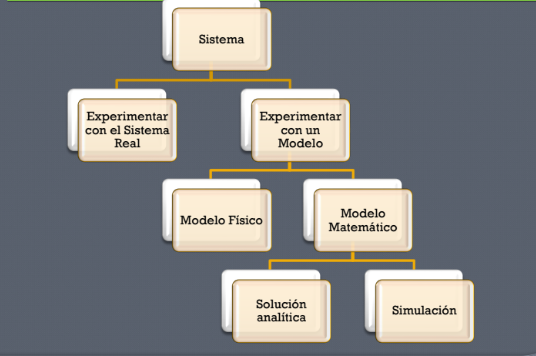 Sistema
Experimentar
con el Sistema
Real
Experimentar
con un
Modelo
Modelo Físico
Modelo
Matemático
Solución
analítica
Simulación